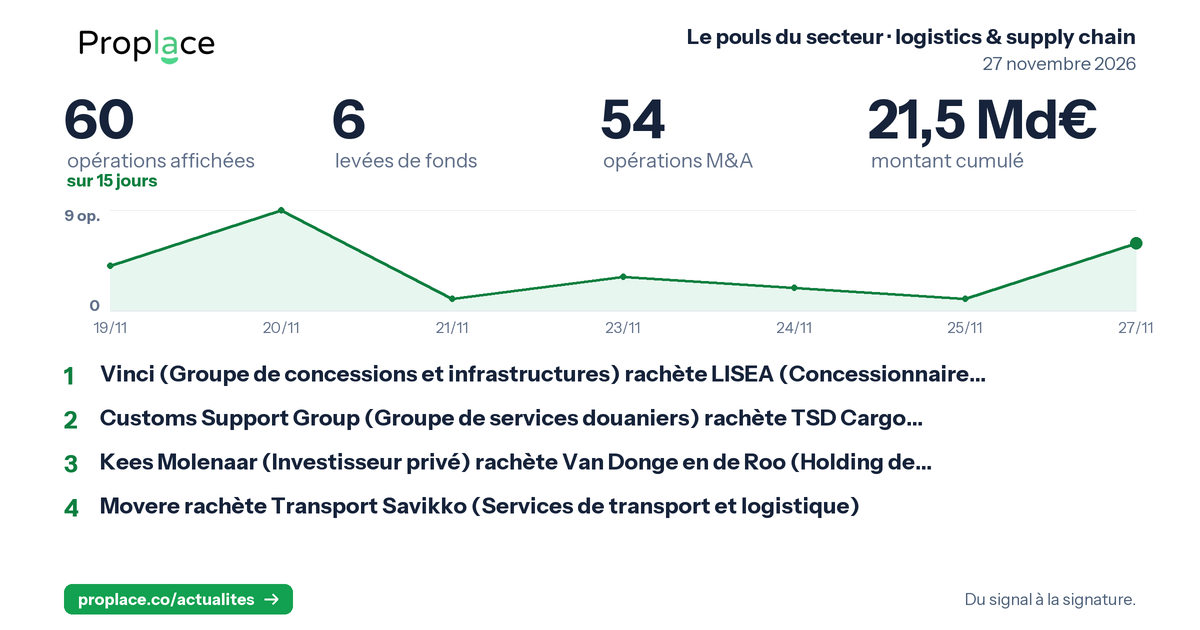 Proplace
Le pouls du secteur · logistics & supply chain
27 novembre 2026
60
opérations affichées
sur 15 jours
6
levées de fonds
54
opérations M&A
21,5 Md€
montant cumulé
9 op.
0
19/11 20/11 21/11 23/11 24/11 25/11 27/11
1 Vinci (Groupe de concessions et infrastructures) rachète LISEA (Concessionnaire...
2 Customs Support Group (Groupe de services douaniers) rachète TSD Cargo...
3 Kees Molenaar (Investisseur privé) rachète Van Donge en de Roo (Holding de...
4 Movere rachète Transport Savikko (Services de transport et logistique)
proplace.co/actualites →
Du signal à la signature.